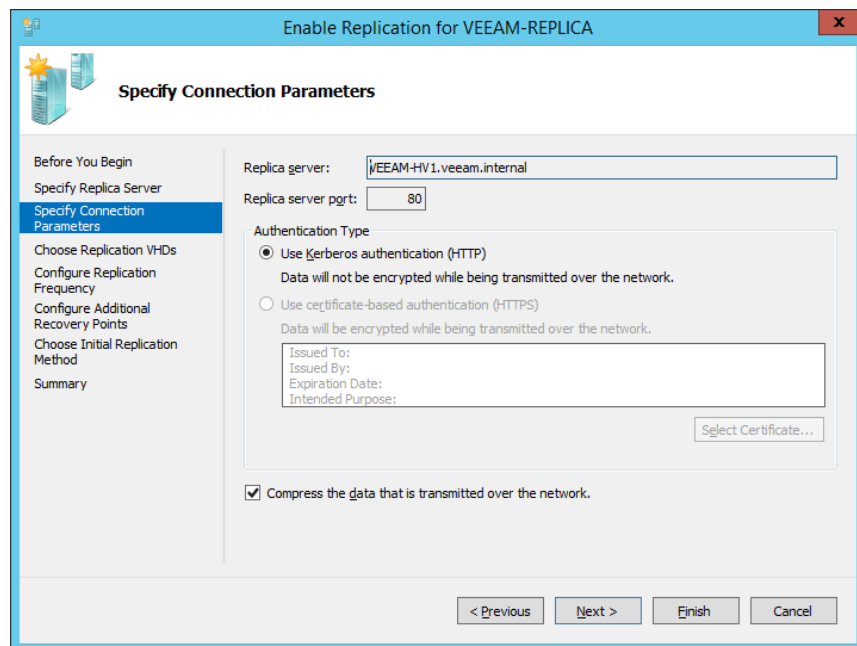 Enable Replication for VEEAM-REPLICA
x
Specify Connection Parameters
Before You Begin
Specify Replica Server
Specify Connection
Parameters
Choose Replication VHDs
Configure Replication
Frequency
Configure Additional
Recovery Points
Choose Initial Replication
Method
Summary
Replica server:
VEEAM-HV1.veeam.internal
Replica server port:
80
Authentication Type
Use Kerberos authentication (HTTP)
Data will not be encrypted while being transmitted over the network.
Use certificate-based authentication (HTTPS)
Data will be encrypted while being transmitted over the network.
Issued To:
Issued By:
Expiration Date:
Intended Purpose:
Select Certificate...
Compress the data that is transmitted over the network.
< Previous
Next >
Finish
Cancel